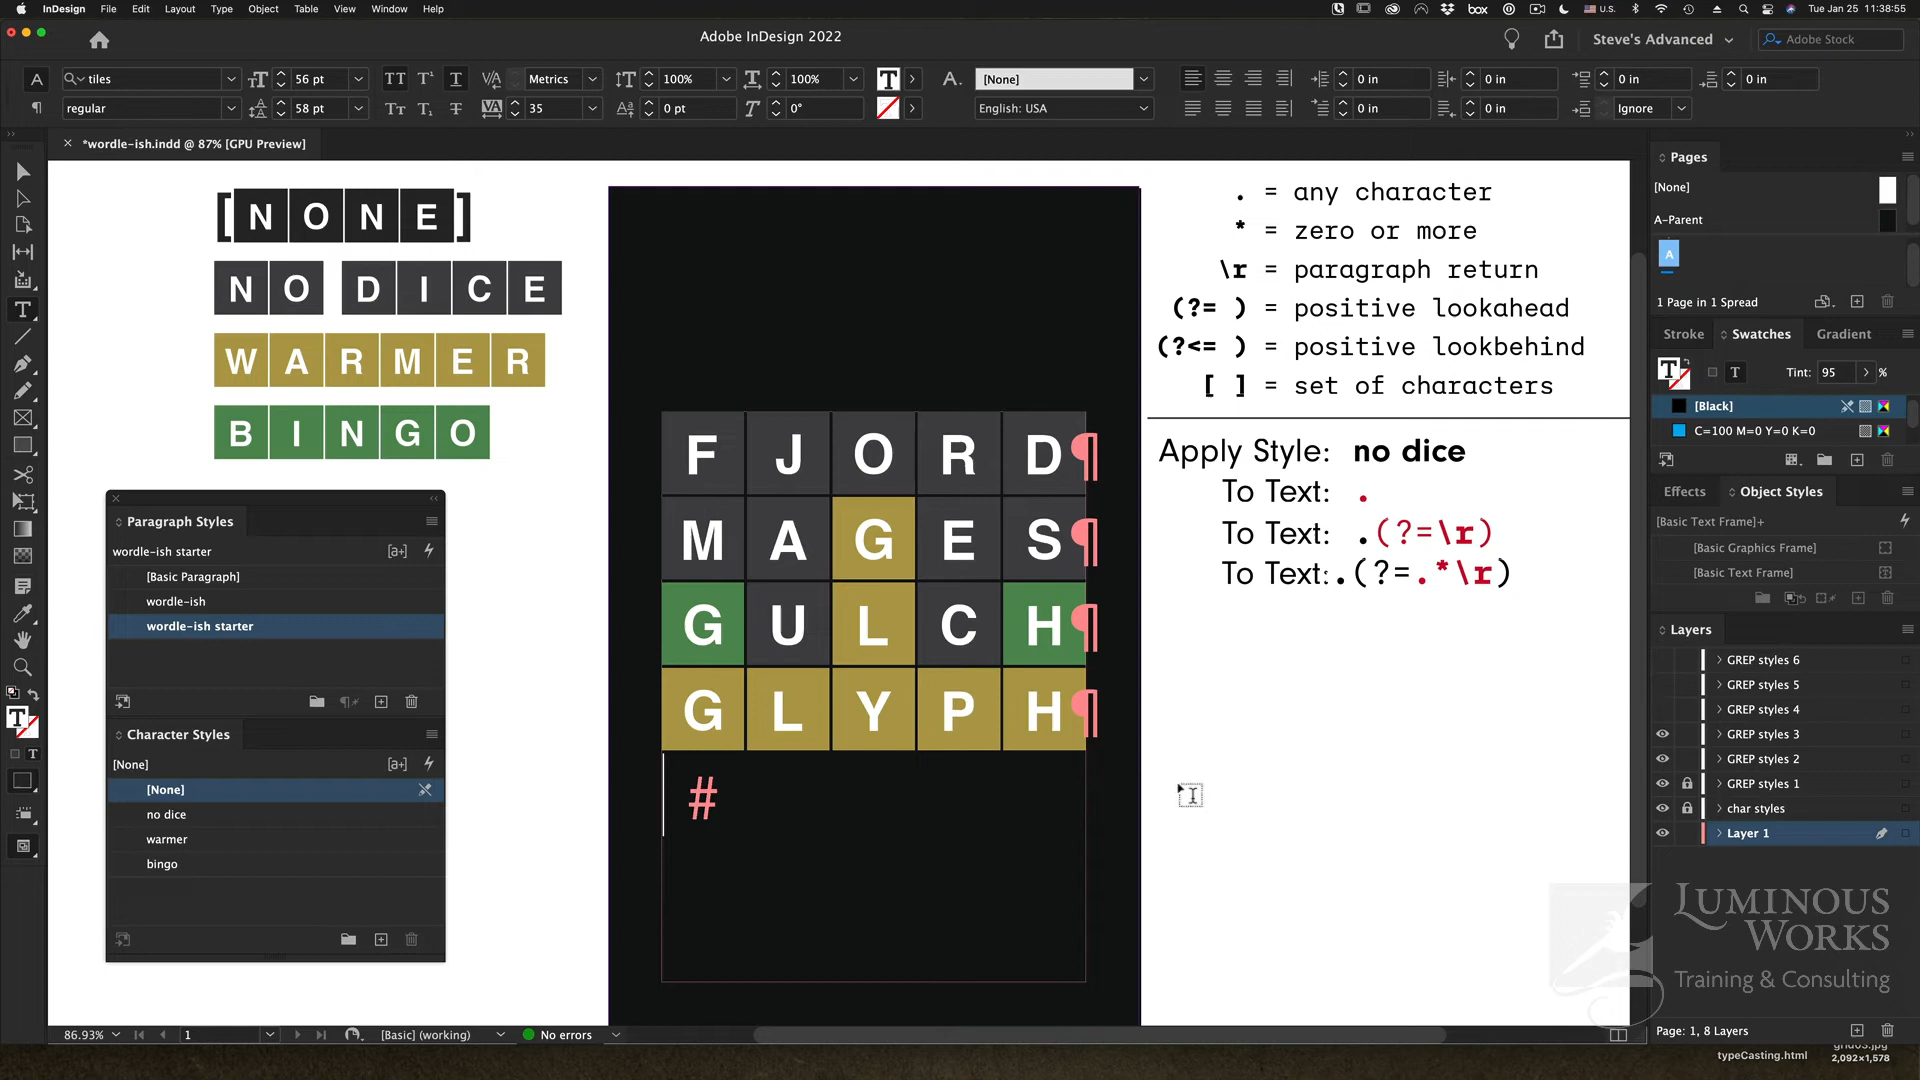 InDesign File Edit Layout Type Object Table View Window Help
box U.S. Tue Jan 25 11:38:55
Adobe InDesign 2022
Steve's Advanced
Adobe Stock
A tiles 56 pt TT T¹ T Metrics 100% 100% T A. [None] 0 in 0 in 0 in 0 in
¶ regular 58 pt Tr T₁ T 35 0 pt 0° English: USA 0 in 0 in Ignore
× *wordle-ish.indd @ 87% [GPU Preview]
[NONE]
NO DICE
WARMER
BINGO
Paragraph Styles
wordle-ish starter [a+]
[Basic Paragraph]
wordle-ish
wordle-ish starter
Character Styles
[None] [a+]
[None]
no dice
warmer
bingo
FJORD¶
MAGES¶
GULCH¶
GLYPH¶
#
. = any character
* = zero or more
\r = paragraph return
(?= ) = positive lookahead
(?<= ) = positive lookbehind
[ ] = set of characters
Apply Style: no dice
To Text: .
To Text: .(?=\r)
To Text: .(?=.*\r)
Pages
[None]
A-Parent
A
1 Page in 1 Spread
Stroke Swatches Gradient
T T Tint: 95 %
[Black]
C=100 M=0 Y=0 K=0
Effects Object Styles
[Basic Text Frame]+
[Basic Graphics Frame]
[Basic Text Frame]
Layers
GREP styles 6
GREP styles 5
GREP styles 4
GREP styles 3
GREP styles 2
GREP styles 1
char styles
Layer 1
LUMINOUS
WORKS
Training & Consulting
Page: 1, 8 Layers
86.93% 1 [Basic] (working) No errors
grid03.jpg
typeCasting.html 2,092×1,578